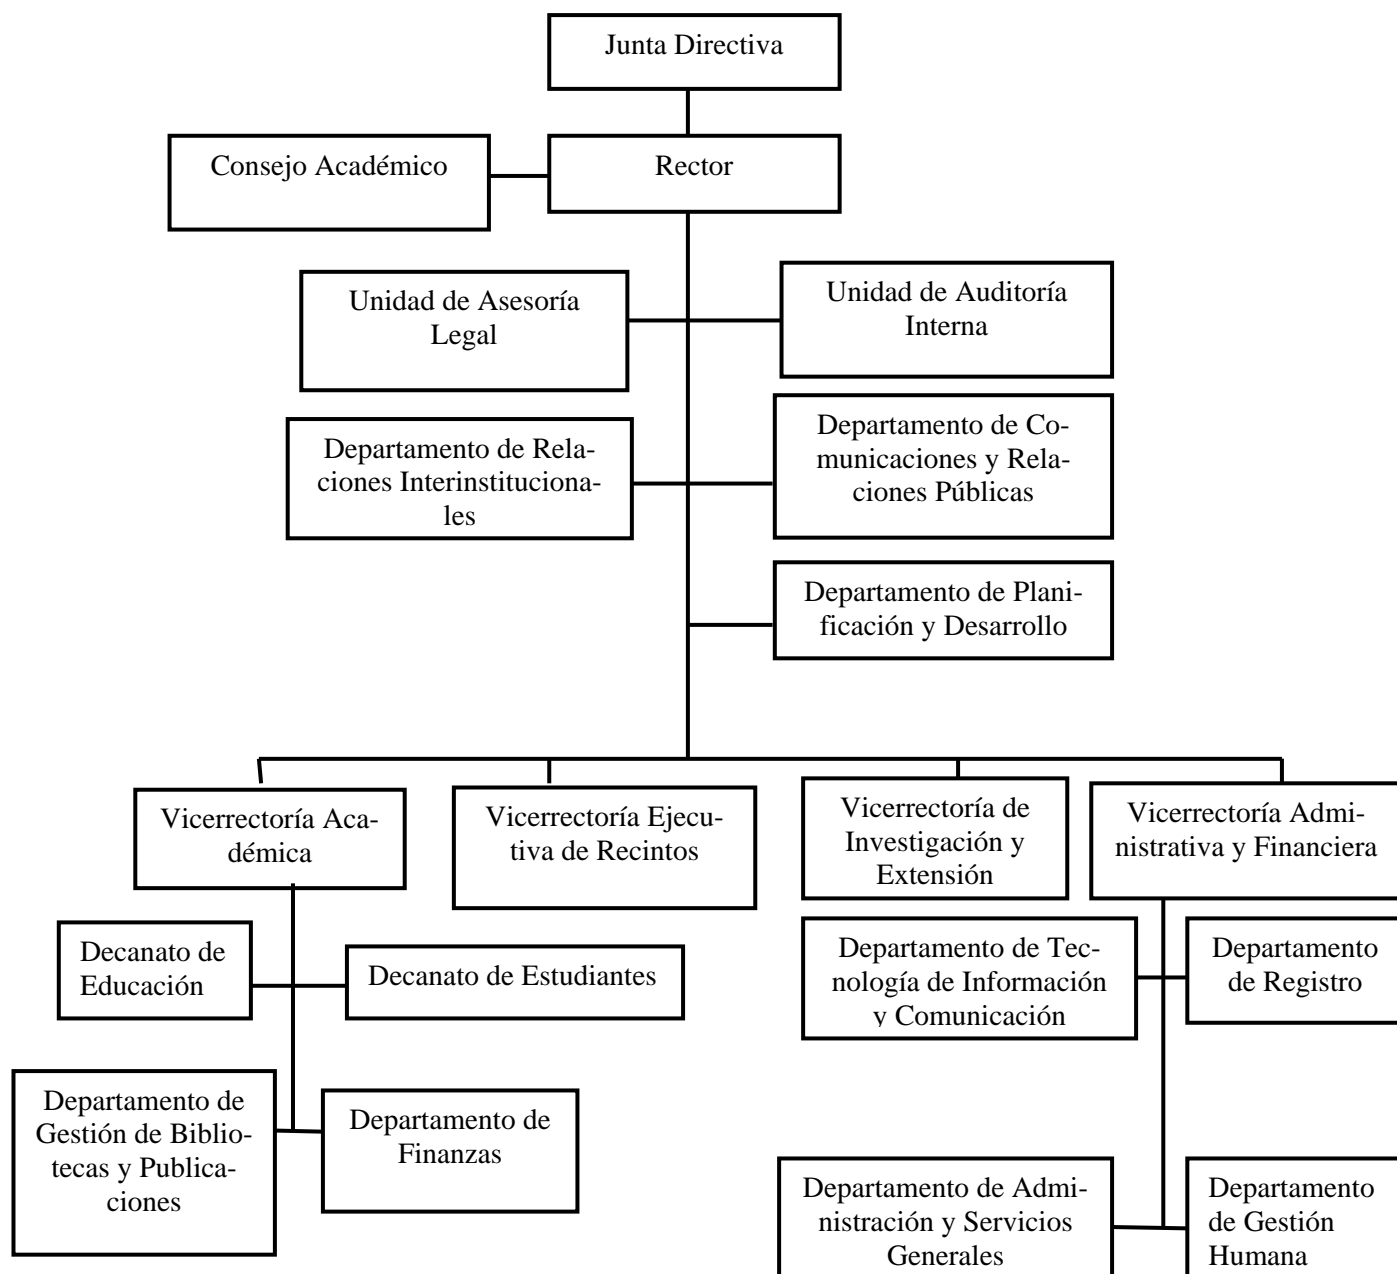 Junta Directiva
Consejo Académico
Rector
Unidad de Asesoría
Legal
Unidad de Auditoría
Interna
Departamento de Rela-
ciones Interinstituciona-
les
Departamento de Co-
municaciones y Rela-
ciones Públicas
Departamento de Plani-
ficación y Desarrollo
Vicerrectoría Aca-
démica
Vicerrectoría Ejecu-
tiva de Recintos
Vicerrectoría de
Investigación y
Extensión
Vicerrectoría Admi-
nistrativa y Financiera
Decanato de
Educación
Decanato de Estudiantes
Departamento de Tec-
nología de Información
y Comunicación
Departamento
de Registro
Departamento de
Gestión de Biblio-
tecas y Publica-
ciones
Departamento de
Finanzas
Departamento de Admi-
nistración y Servicios
Generales
Departamento
de Gestión
Humana